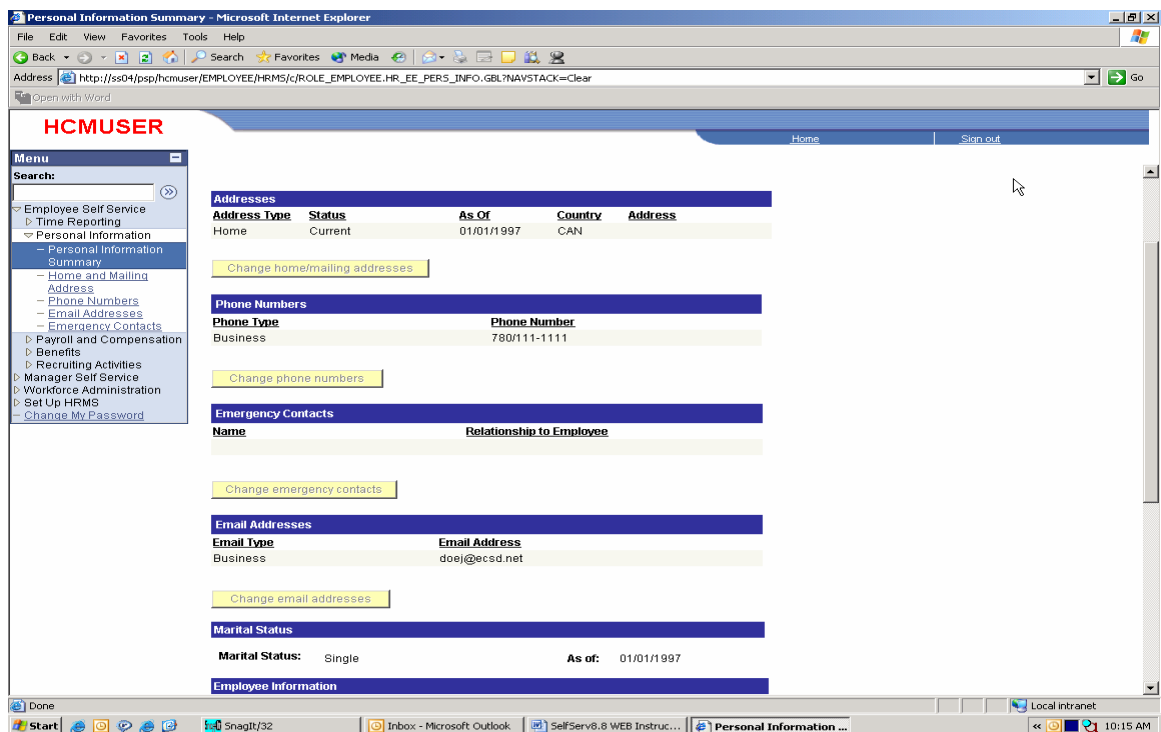 Personal Information Summary - Microsoft Internet Explorer
File Edit View Favorites Tools Help
Back Search Favorites Media
Address http://ss04/psp/hcmuser/EMPLOYEE/HRMS/c/ROLE_EMPLOYEE.HR_EE_PERS_INFO.GBL?NAVSTACK=Clear Go
Open with Word
HCMUSER
Home Sign out
Menu
Search:
Employee Self Service
Time Reporting
Personal Information
– Personal Information
Summary
– Home and Mailing
Address
– Phone Numbers
– Email Addresses
– Emergency Contacts
Payroll and Compensation
Benefits
Recruiting Activities
Manager Self Service
Workforce Administration
Set Up HRMS
– Change My Password
Addresses
Address Type Status As Of Country Address
Home Current 01/01/1997 CAN
Change home/mailing addresses
Phone Numbers
Phone Type Phone Number
Business 780/111-1111
Change phone numbers
Emergency Contacts
Name Relationship to Employee
Change emergency contacts
Email Addresses
Email Type Email Address
Business doej@ecsd.net
Change email addresses
Marital Status
Marital Status: Single As of: 01/01/1997
Employee Information
Done Local intranet
Start SnagIt/32 Inbox - Microsoft Outlook SelfServ8.8 WEB Instruc... Personal Information ... « 10:15 AM